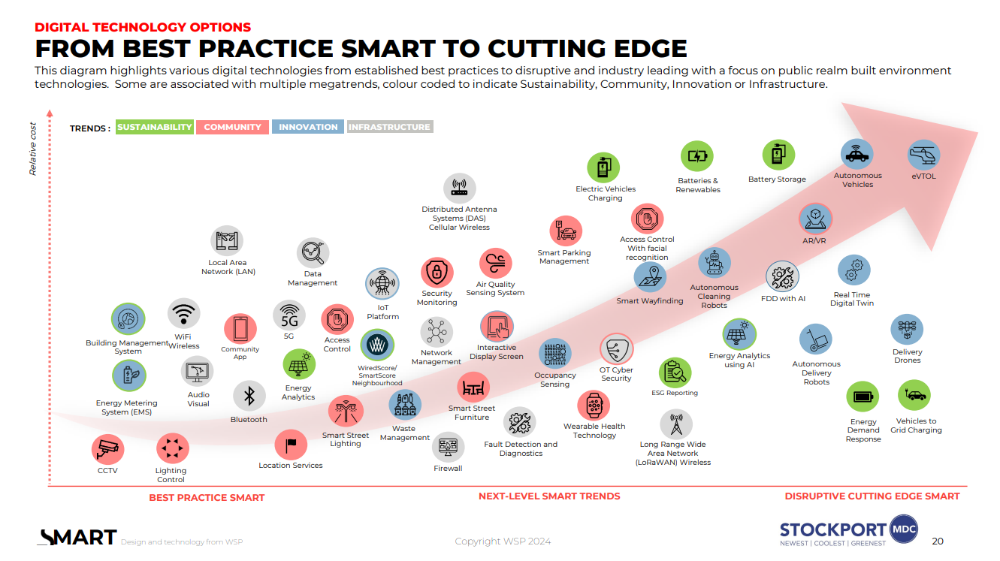 DIGITAL TECHNOLOGY OPTIONS
FROM BEST PRACTICE SMART TO CUTTING EDGE
This diagram highlights various digital technologies from established best practices to disruptive and industry leading with a focus on public realm built environment
technologies. Some are associated with multiple megatrends, colour coded to indicate Sustainability, Community, Innovation or Infrastructure.
Relative cost
TRENDS : SUSTAINABILITY COMMUNITY INNOVATION INFRASTRUCTURE
Electric Vehicles
Charging
Batteries &
Renewables
Battery Storage
Autonomous
Vehicles
eVTOL
Distributed Antenna
Systems (DAS)
Cellular Wireless
P
Smart Parking
Management
Access Control
With facial
recognition
AR/VR
Local Area
Network (LAN)
Data
Management
IoT
Platform
Security
Monitoring
Air Quality
Sensing System
Smart Wayfinding
Autonomous
Cleaning
Robots
FDD with AI
Real Time
Digital Twin
Building Management
System
WiFi
Wireless
Community
App
5G
5G
Access
Control
WiredScore/
SmartScore
Neighbourhood
Network
Management
Interactive
Display Screen
Occupancy
Sensing
OT Cyber
Security
ESG Reporting
Energy Analytics
using AI
Autonomous
Delivery
Robots
Delivery
Drones
Energy Metering
System (EMS)
Audio
Visual
Bluetooth
Energy
Analytics
Smart Street
Lighting
Waste
Management
Smart Street
Furniture
Fault Detection and
Diagnostics
Wearable Health
Technology
Long Range Wide
Area Network
(LoRaWAN) Wireless
Energy
Demand
Response
Vehicles to
Grid Charging
CCTV
Lighting
Control
Location Services
Firewall
BEST PRACTICE SMART
NEXT-LEVEL SMART TRENDS
DISRUPTIVE CUTTING EDGE SMART
SMART Design and technology from WSP
Copyright WSP 2024
STOCKPORT MDC
NEWEST | COOLEST | GREENEST
20